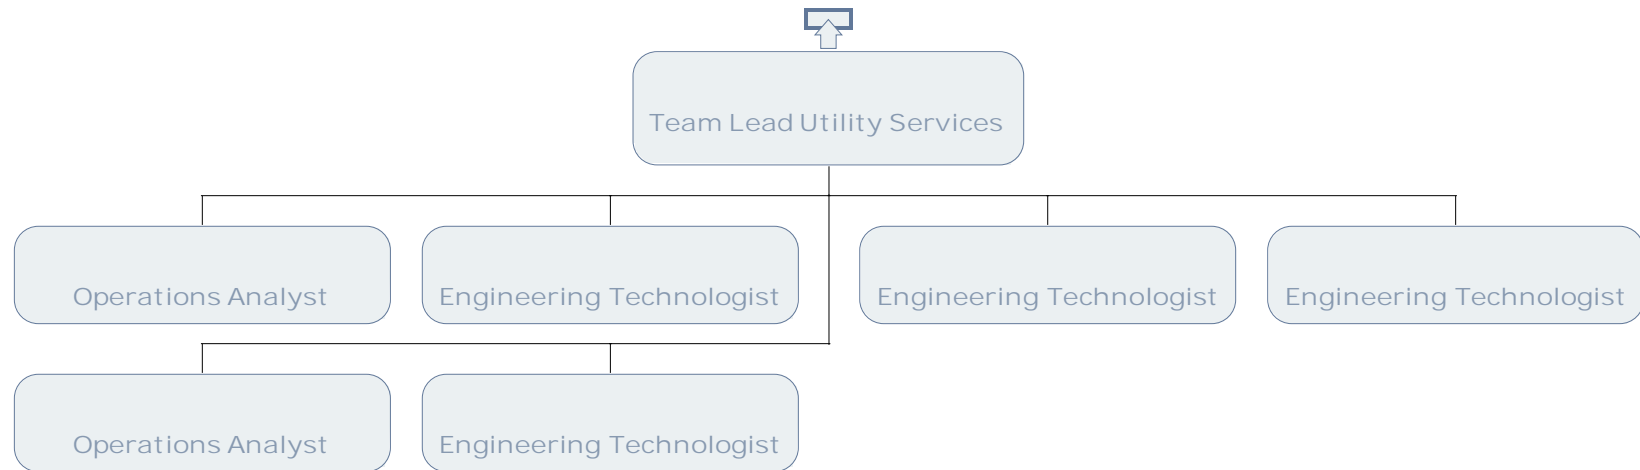 Team Lead Utility Services
Operations Analyst
Engineering Technologist
Engineering Technologist
Engineering Technologist
Operations Analyst
Engineering Technologist